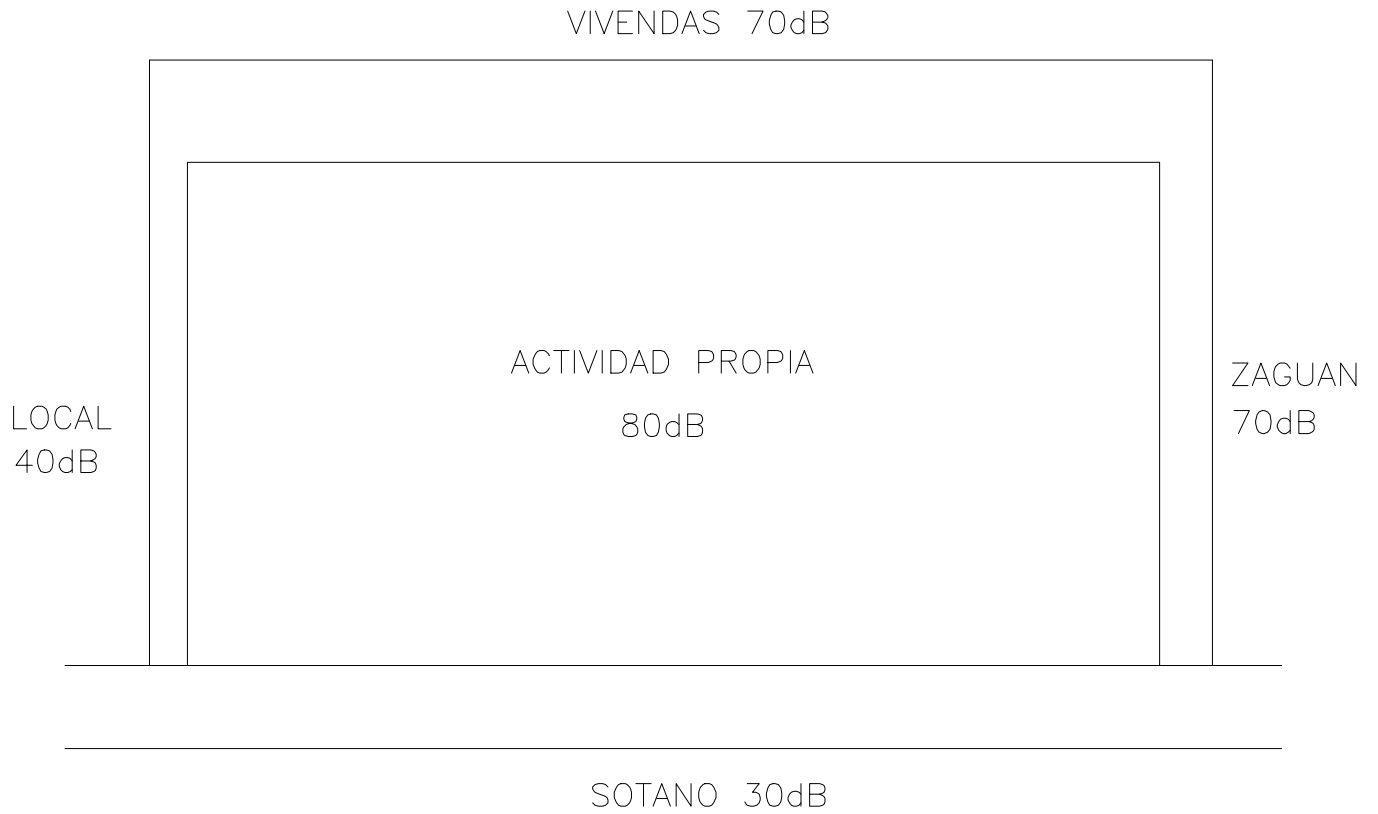 VIVENDAS 70dB
ACTIVIDAD PROPIA
80dB
LOCAL
40dB
ZAGUAN
70dB
SOTANO 30dB